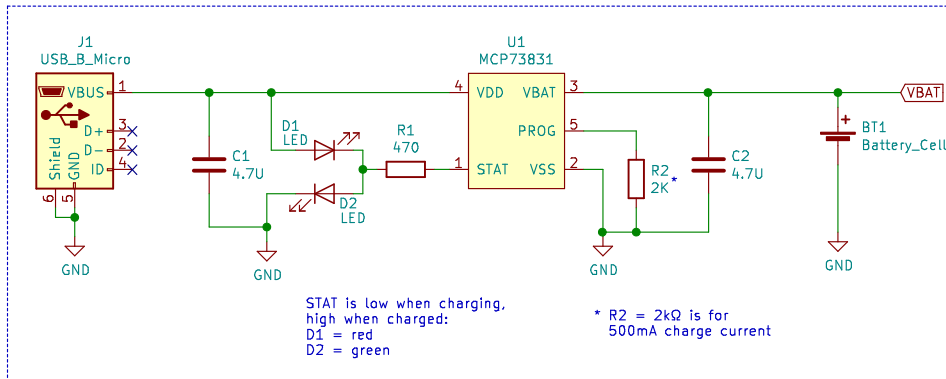 J1
USB_B_Micro
VBUS
1
D+
3
D-
2
ID
4
Shield
GND
6
5
GND
C1
4.7U
D1
LED
D2
LED
GND
R1
470
U1
MCP73831
4
VDD
VBAT
3
PROG
5
1
STAT
VSS
2
R2
2K
*
C2
4.7U
GND
VBAT
+
BT1
Battery_Cell
GND
STAT is low when charging,
high when charged:
D1 = red
D2 = green
* R2 = 2kΩ is for
500mA charge current